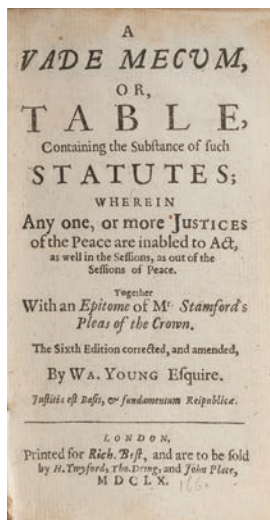 A
VADE MECUM,
OR,
TABLE,
Containing the Subſtance of ſuch
STATUTES;
WHEREIN
Any one, or more JUSTICES
of the Peace are inabled to Act,
as well in the Seſſions, as out of the
Seſſions of Peace.
Together
With an Epitome of Mr. Stamford's
Pleas of the Crown.
The Sixth Edition corrected, and amended,
By WA. YOUNG Eſquire.
Juſtitia eſt Baſis, & fundamentum Reipublicæ.
LONDON,
Printed for Rich. Beſt, and are to be ſold
by H. Twyford, Tho. Dring, and John Place,
MDCLX.